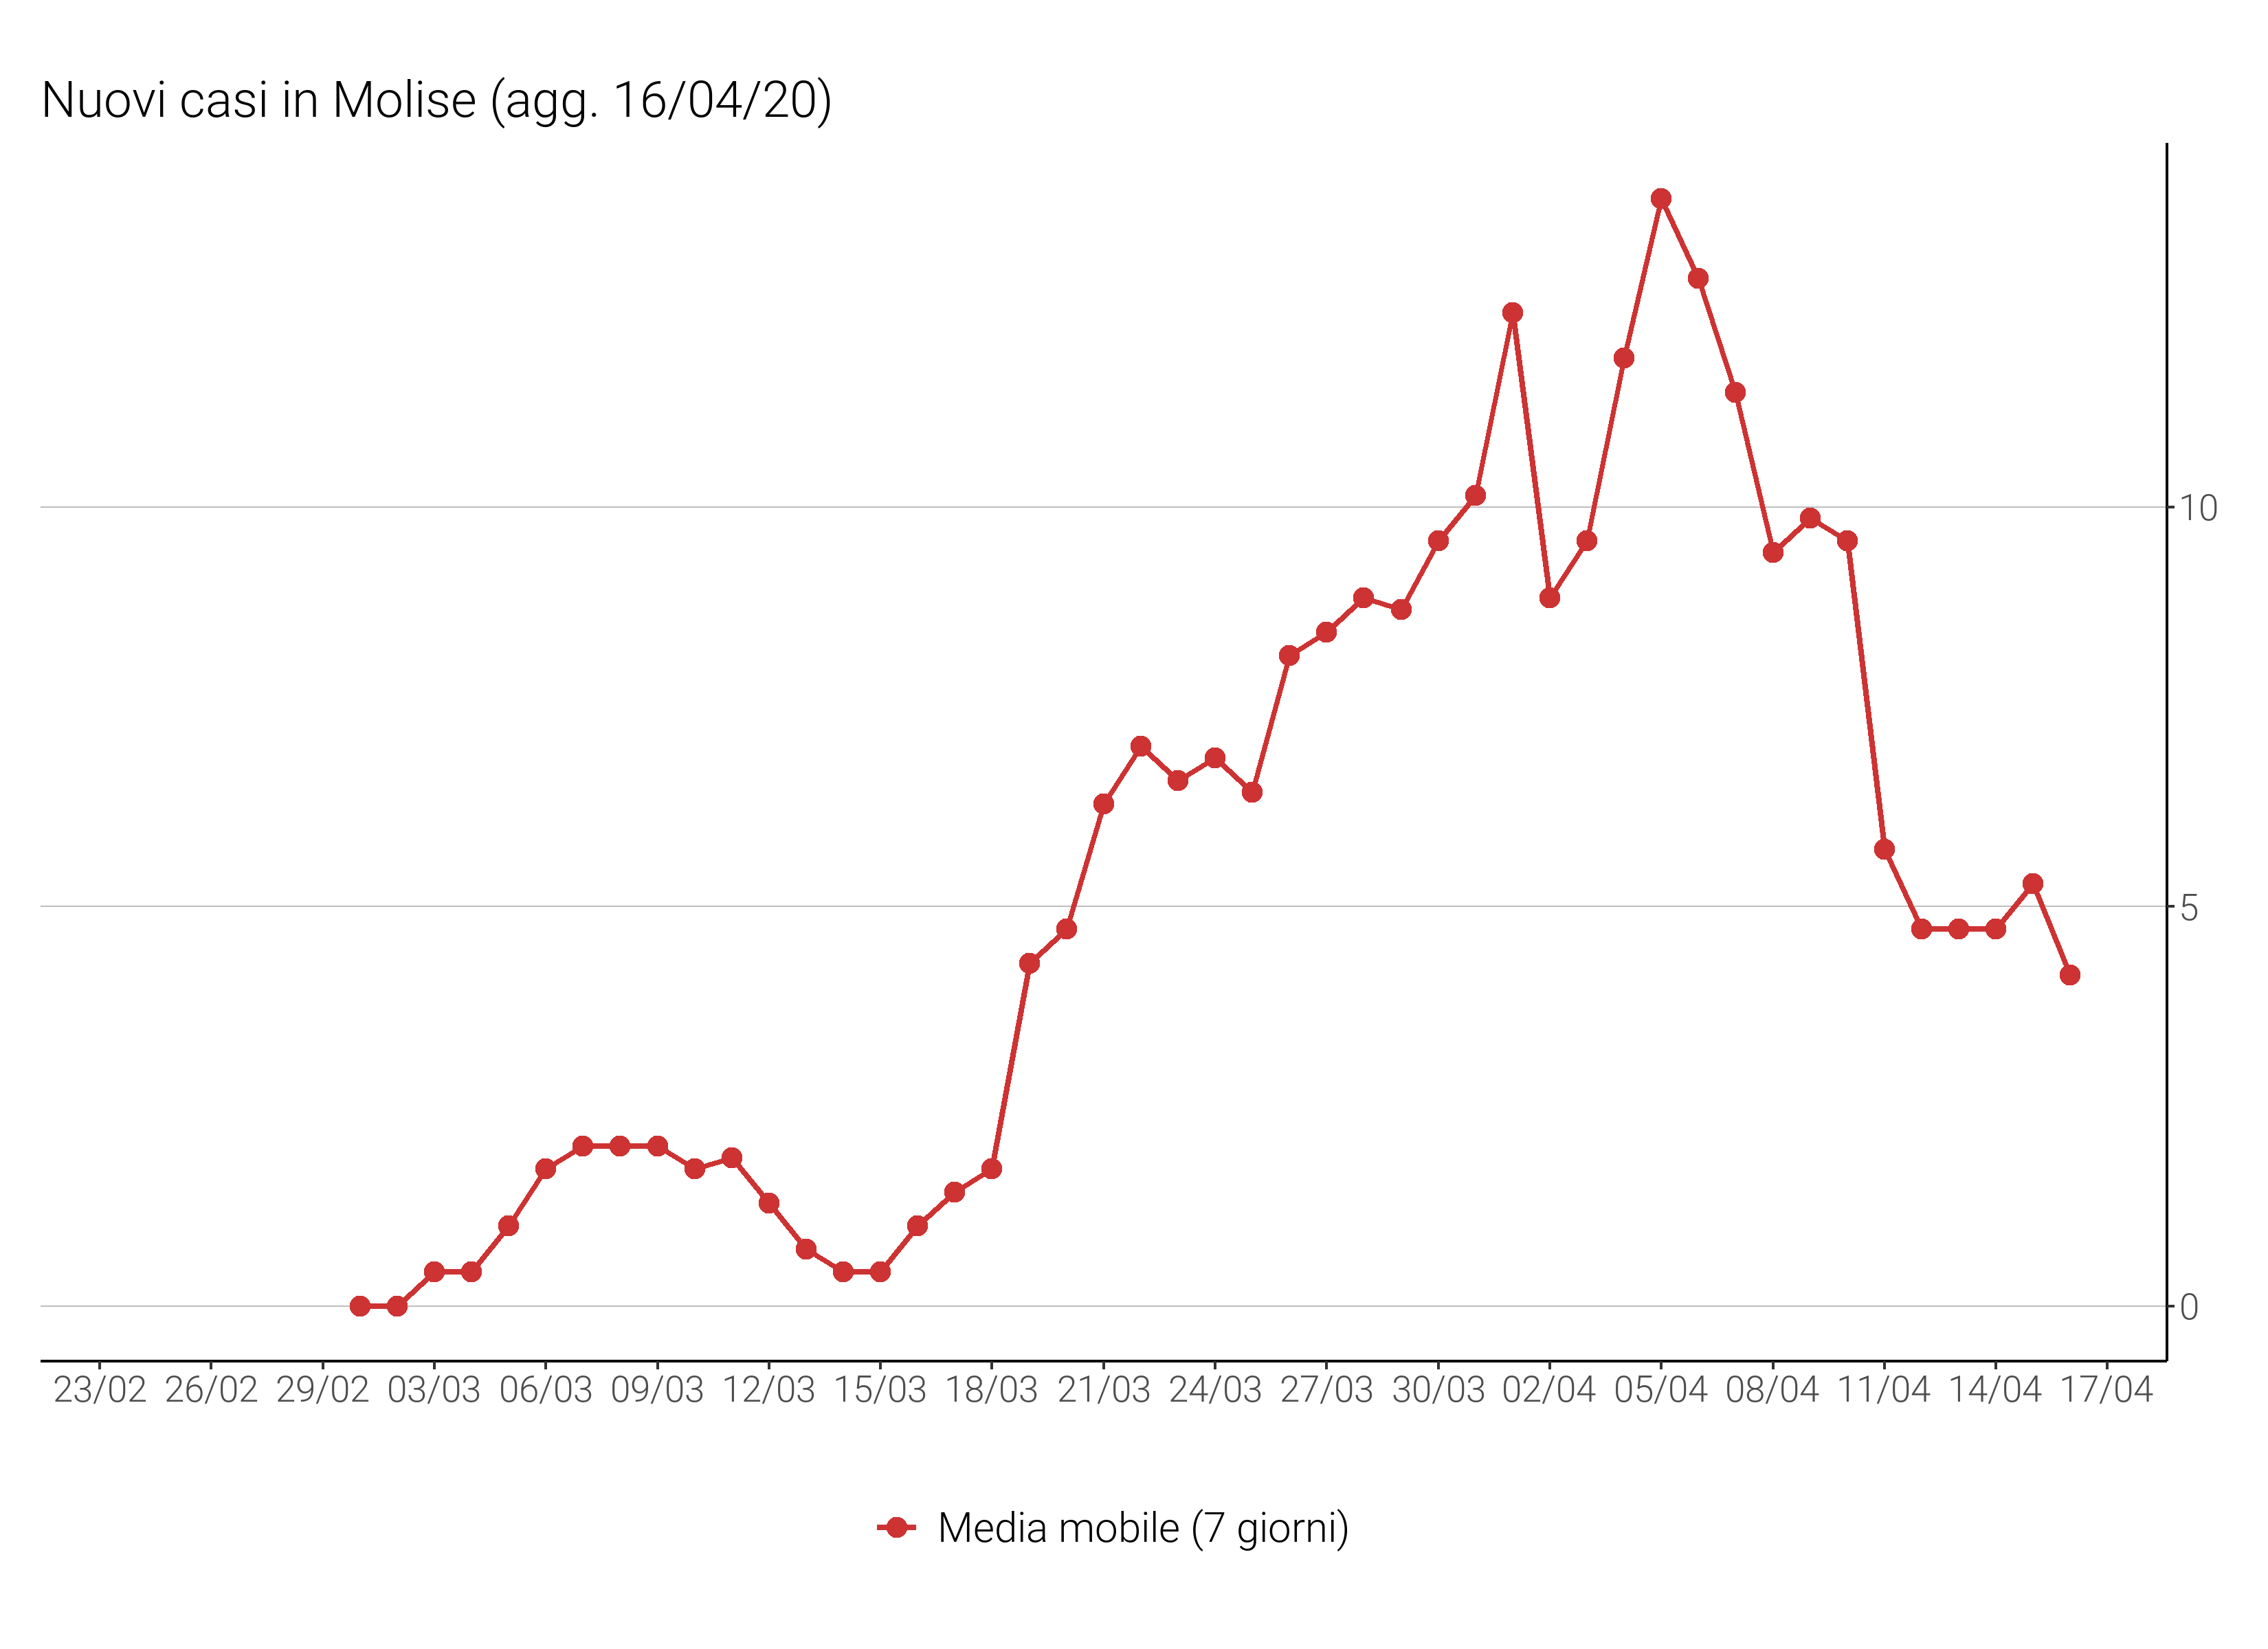 Nuovi casi in Molise (agg. 16/04/20)
10
5
0
23/02 26/02 29/02 03/03 06/03 09/03 12/03 15/03 18/03 21/03 24/03 27/03 30/03 02/04 05/04 08/04 11/04 14/04 17/04
Media mobile (7 giorni)